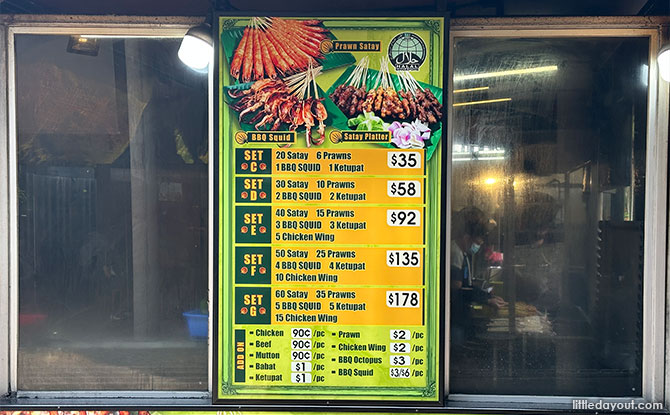 Prawn Satay
HALAL
BBQ Squid
Satay Platter
SET C
20 Satay 6 Prawns
1 BBQ SQUID 1 Ketupat
$35
SET D
30 Satay 10 Prawns
2 BBQ SQUID 2 Ketupat
$58
SET E
40 Satay 15 Prawns
3 BBQ SQUID 3 Ketupat
5 Chicken Wing
$92
SET F
50 Satay 25 Prawns
4 BBQ SQUID 4 Ketupat
10 Chicken Wing
$135
SET G
60 Satay 35 Prawns
5 BBQ SQUID 5 Ketupat
15 Chicken Wing
$178
ADD ON
= Chicken 90¢ /pc
= Beef 90¢ /pc
= Mutton 90¢ /pc
= Babat $1 /pc
= Ketupat $1 /pc
= Prawn $2 /pc
= Chicken Wing $2 /pc
= BBQ Octopus $3 /pc
= BBQ Squid $3/$6 /pc
littledayout.com